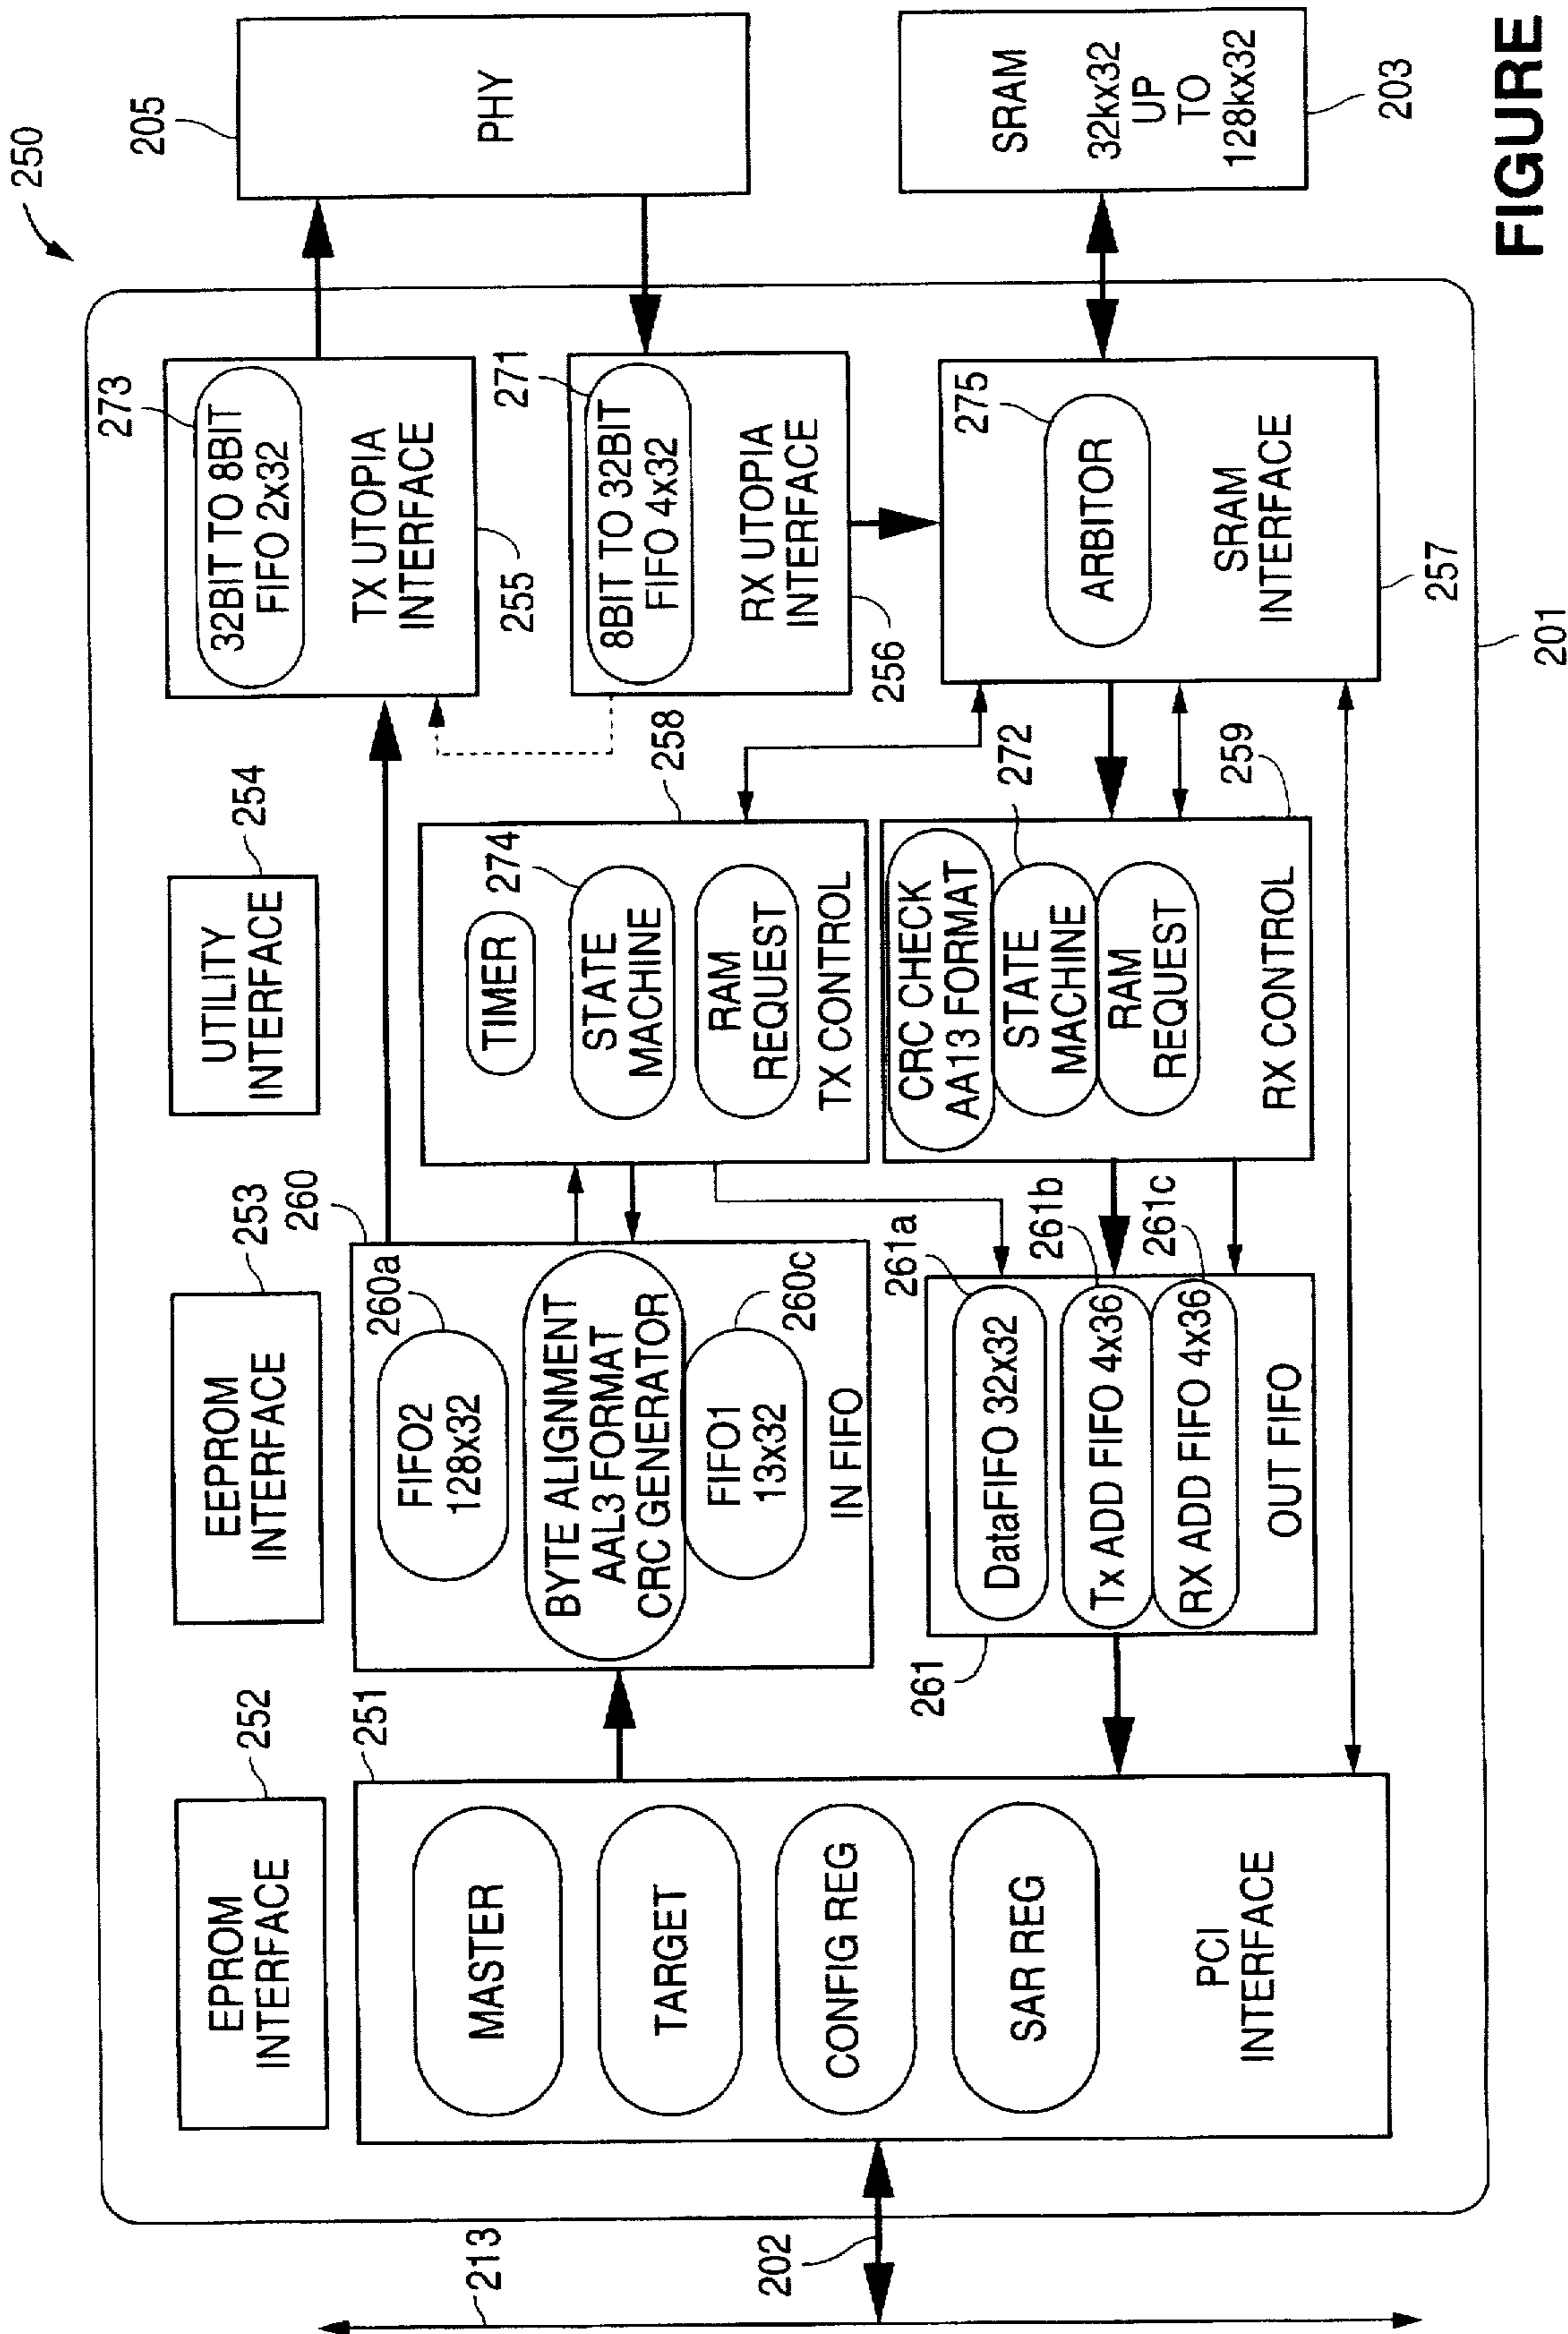 250
252
EPROM
INTERFACE
253
EEPROM
INTERFACE
254
UTILITY
INTERFACE
213
202
251
MASTER
TARGET
CONFIG REG
SAR REG
PCI
INTERFACE
260
260a
FIFO2
128x32
BYTE ALIGNMENT
AAL3 FORMAT
CRC GENERATOR
260c
FIFO1
13x32
IN FIFO
261
261a
DataFIFO 32x32
261b
Tx ADD FIFO 4x36
261c
RX ADD FIFO 4x36
OUT FIFO
258
TIMER
274
STATE
MACHINE
RAM
REQUEST
TX CONTROL
272
CRC CHECK
AA13 FORMAT
STATE
MACHINE
RAM
REQUEST
259
RX CONTROL
273
32BIT TO 8BIT
FIFO 2x32
TX UTOPIA
INTERFACE
255
271
8BIT TO 32BIT
FIFO 4x32
RX UTOPIA
INTERFACE
256
275
ARBITOR
SRAM
INTERFACE
257
201
205
PHY
SRAM
32kx32
UP
TO
128kx32
203
FIGURE